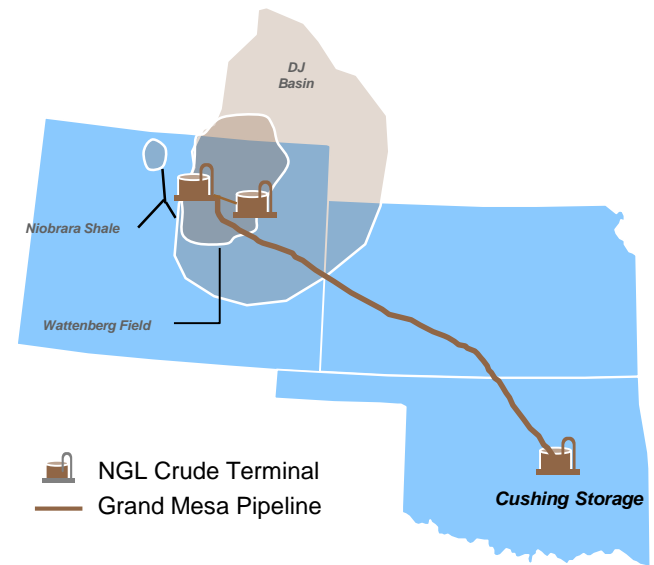 DJ
Basin
Niobrara Shale
Wattenberg Field
NGL Crude Terminal
Grand Mesa Pipeline
Cushing Storage